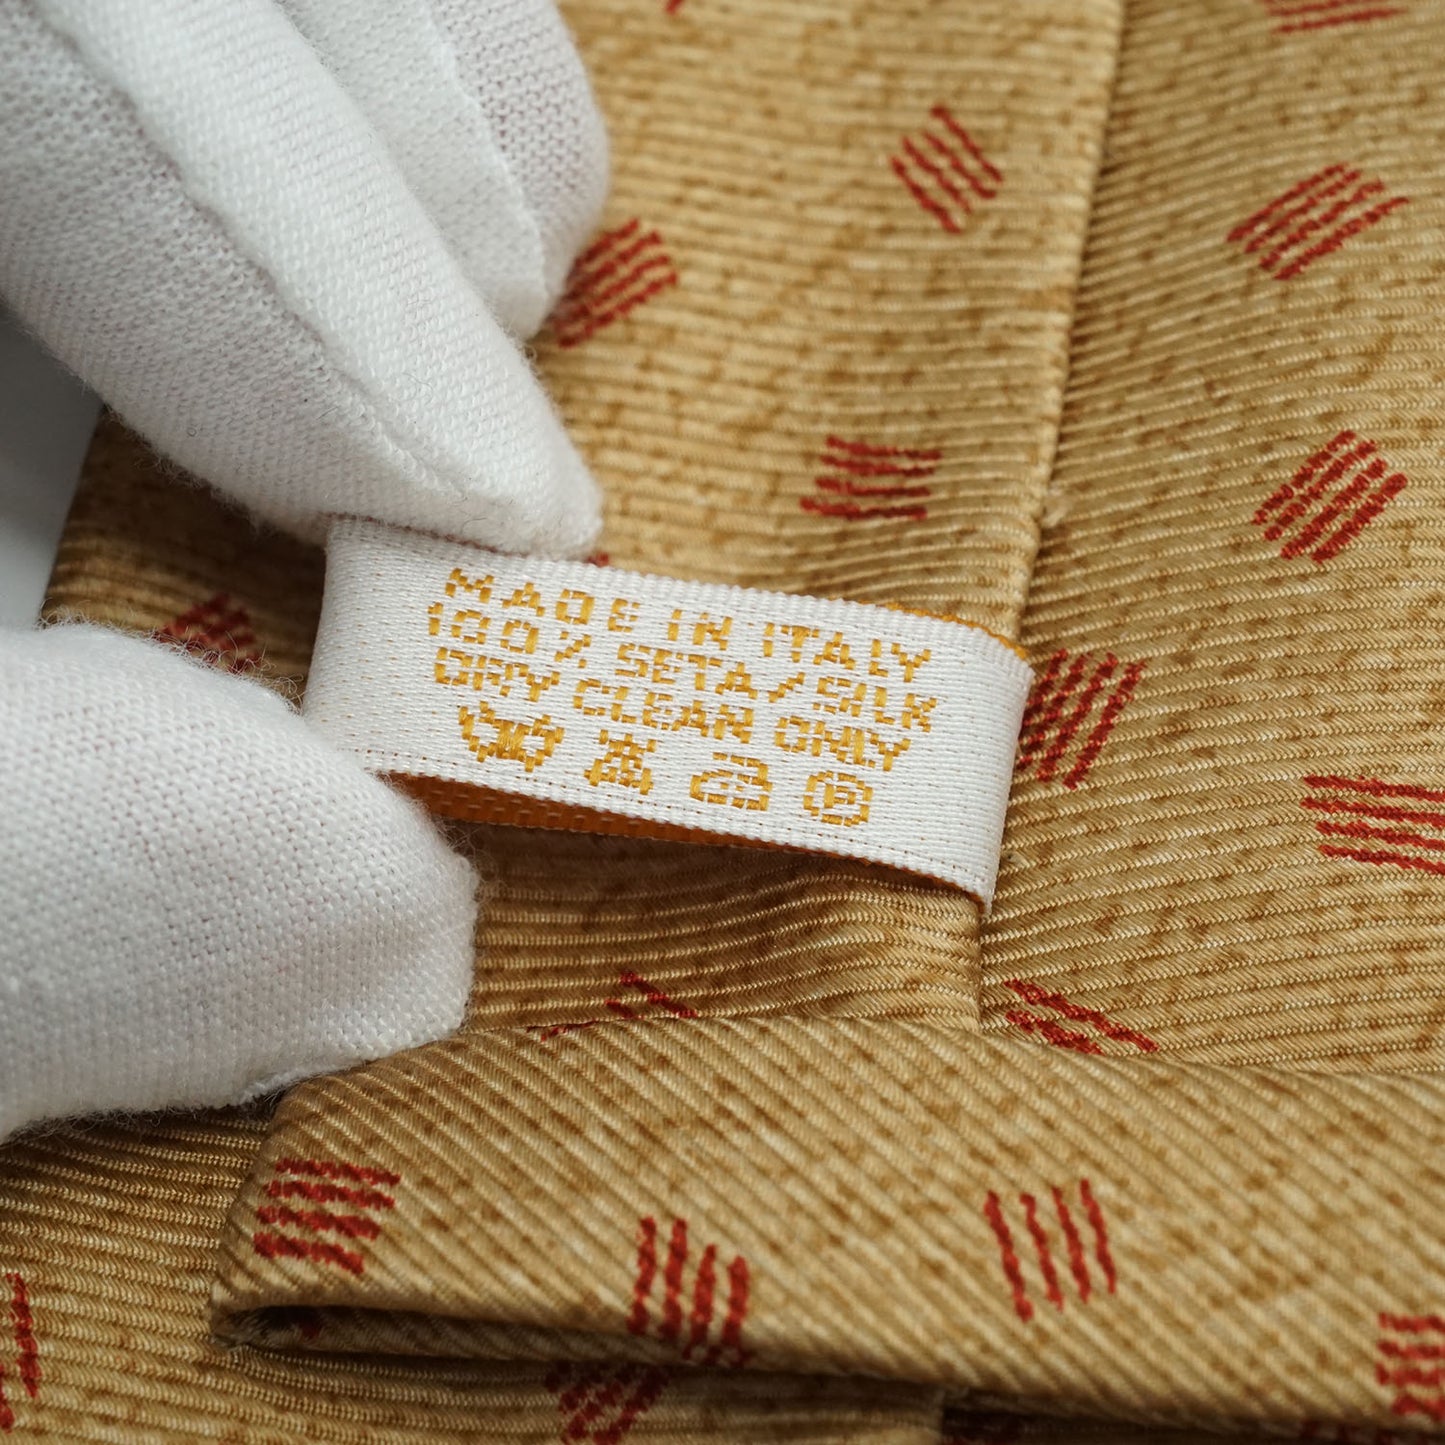 MADE IN ITALY
100% SETA/SILK
DRY CLEAN ONLY
P